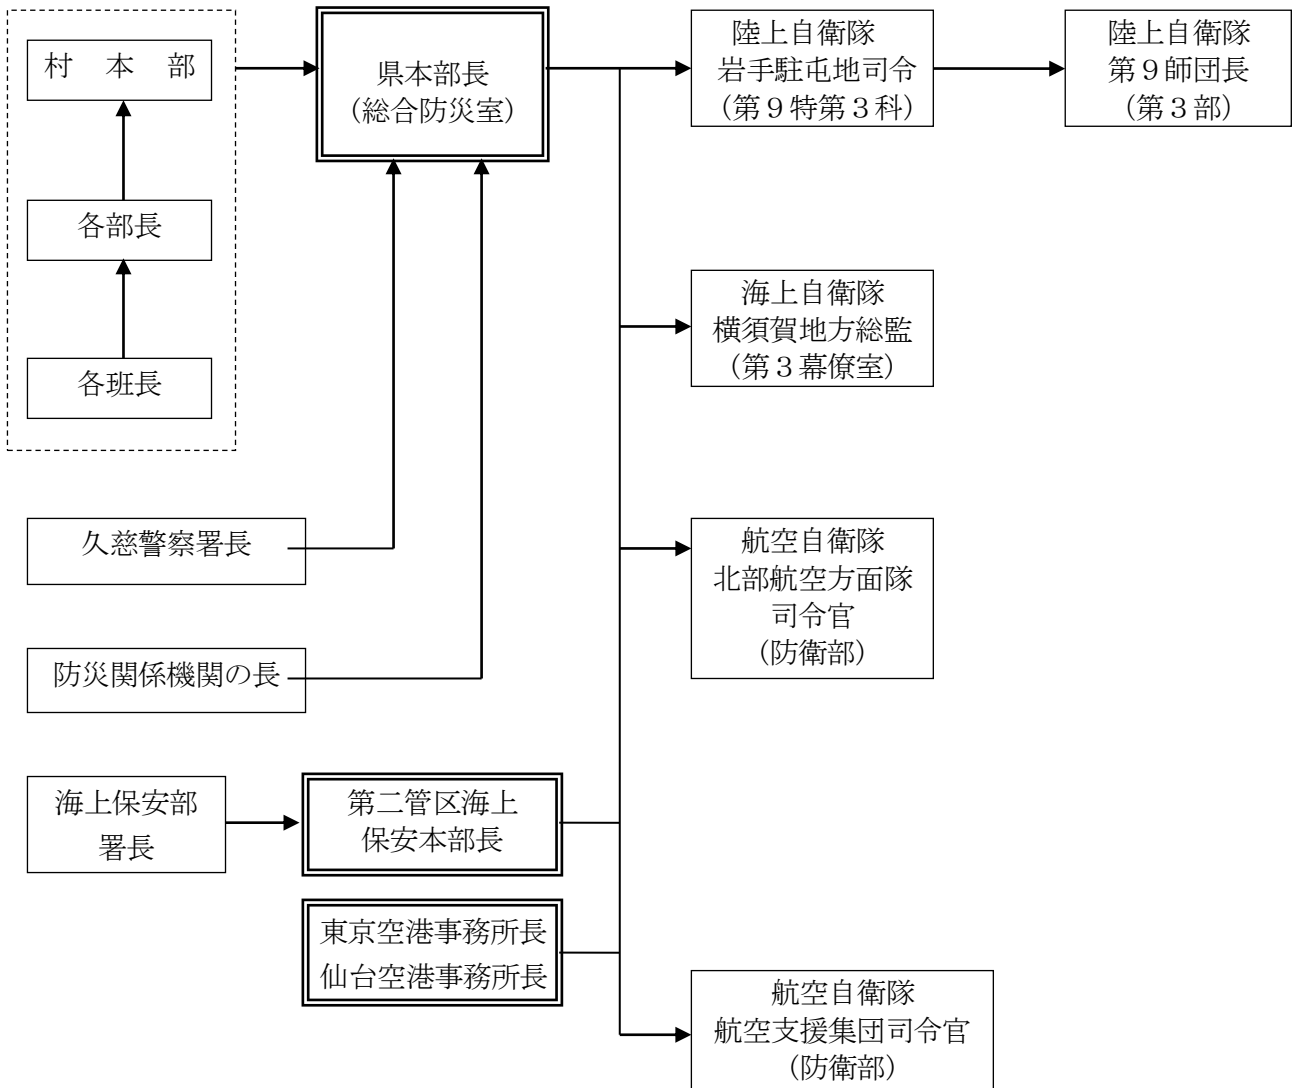 村　本　部
各部長
各班長
県本部長
(総合防災室)
陸上自衛隊
岩手駐屯地司令
(第９特第３科)
陸上自衛隊
第９師団長
(第３部)
海上自衛隊
横須賀地方総監
(第３幕僚室)
久慈警察署長
航空自衛隊
北部航空方面隊
司令官
(防衛部)
防災関係機関の長
海上保安部
署長
第二管区海上
保安本部長
東京空港事務所長
仙台空港事務所長
航空自衛隊
航空支援集団司令官
(防衛部)